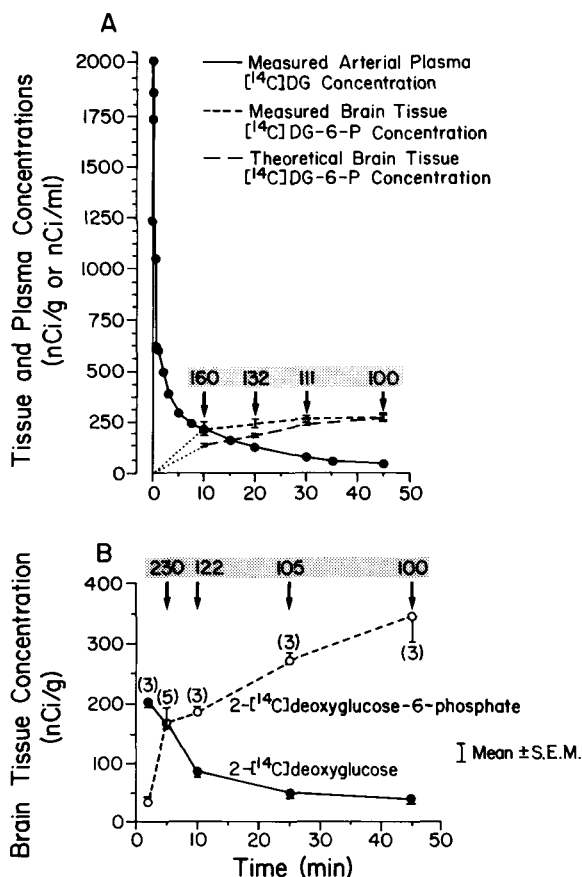 A
2000
1750
1500
1250
1000
750
500
250
0
Tissue and Plasma Concentrations
(nCi/g or nCi/ml)
Measured Arterial Plasma
[14C]DG Concentration
Measured Brain Tissue
[14C]DG-6-P Concentration
Theoretical Brain Tissue
[14C]DG-6-P Concentration
160 132 111 100
0 10 20 30 40 50
B
230 122 105 100
400
300
200
100
0
Brain Tissue Concentration
(nCi/g)
(3) (5) (3) (3) (3)
2-[14C]deoxyglucose-6-phosphate
2-[14C]deoxyglucose
Mean ± S.E.M.
0 10 20 30 40 50
Time (min)